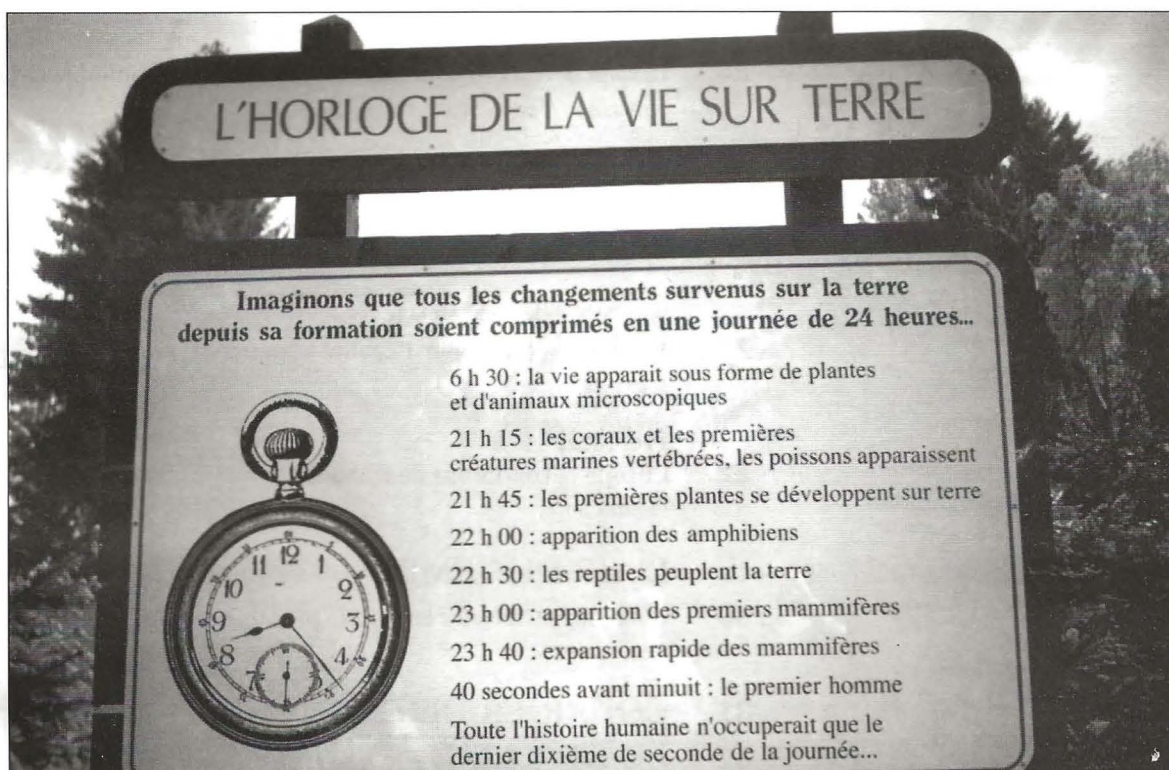 L'HORLOGE DE LA VIE SUR TERRE
Imaginons que tous les changements survenus sur la terre
depuis sa formation soient comprimés en une journée de 24 heures...
6 h 30 : la vie apparait sous forme de plantes
et d'animaux microscopiques
21 h 15 : les coraux et les premières
créatures marines vertébrées, les poissons apparaissent
21 h 45 : les premières plantes se développent sur terre
22 h 00 : apparition des amphibiens
22 h 30 : les reptiles peuplent la terre
23 h 00 : apparition des premiers mammifères
23 h 40 : expansion rapide des mammifères
40 secondes avant minuit : le premier homme
Toute l'histoire humaine n'occuperait que le
dernier dixième de seconde de la journée...
12
11 1
10 2
9 3
8 4
7